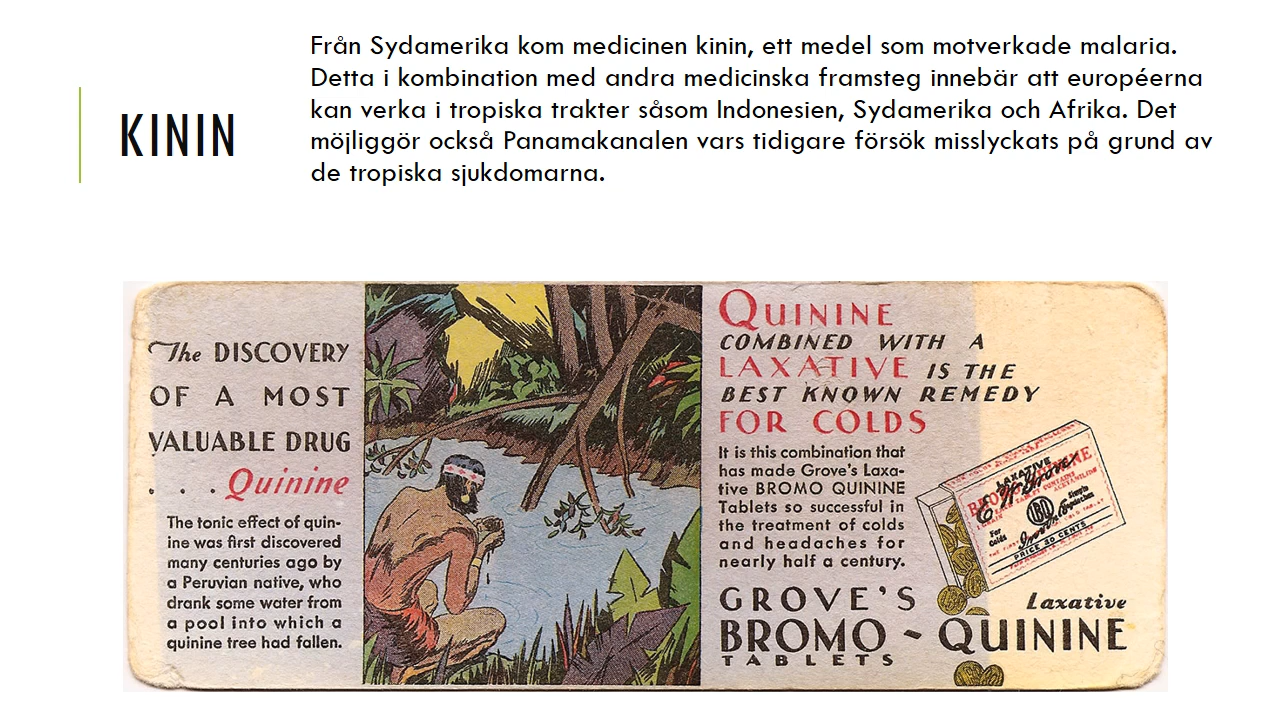 KININ
Från Sydamerika kom medicinen kinin, ett medel som motverkade malaria.
Detta i kombination med andra medicinska framsteg innebär att européerna
kan verka i tropiska trakter såsom Indonesien, Sydamerika och Afrika. Det
möjliggör också Panamakanalen vars tidigare försök misslyckats på grund av
de tropiska sjukdomarna.
The DISCOVERY
OF A MOST
VALUABLE DRUG
. . . Quinine
The tonic effect of quin-
ine was first discovered
many centuries ago by
a Peruvian native, who
drank some water from
a pool into which a
quinine tree had fallen.
QUININE
COMBINED WITH A
LAXATIVE IS THE
BEST KNOWN REMEDY
FOR COLDS
It is this combination that
has made Grove's Laxa-
tive BROMO QUININE
Tablets so successful in
the treatment of colds
and headaches for
nearly half a century.
LAXATIVE
BROMO QUININE
E. W. Grove
For
Colds
BQ
Simple
Headaches
PRICE 30 CENTS
GROVE'S Laxative
BROMO-QUININE
TABLETS